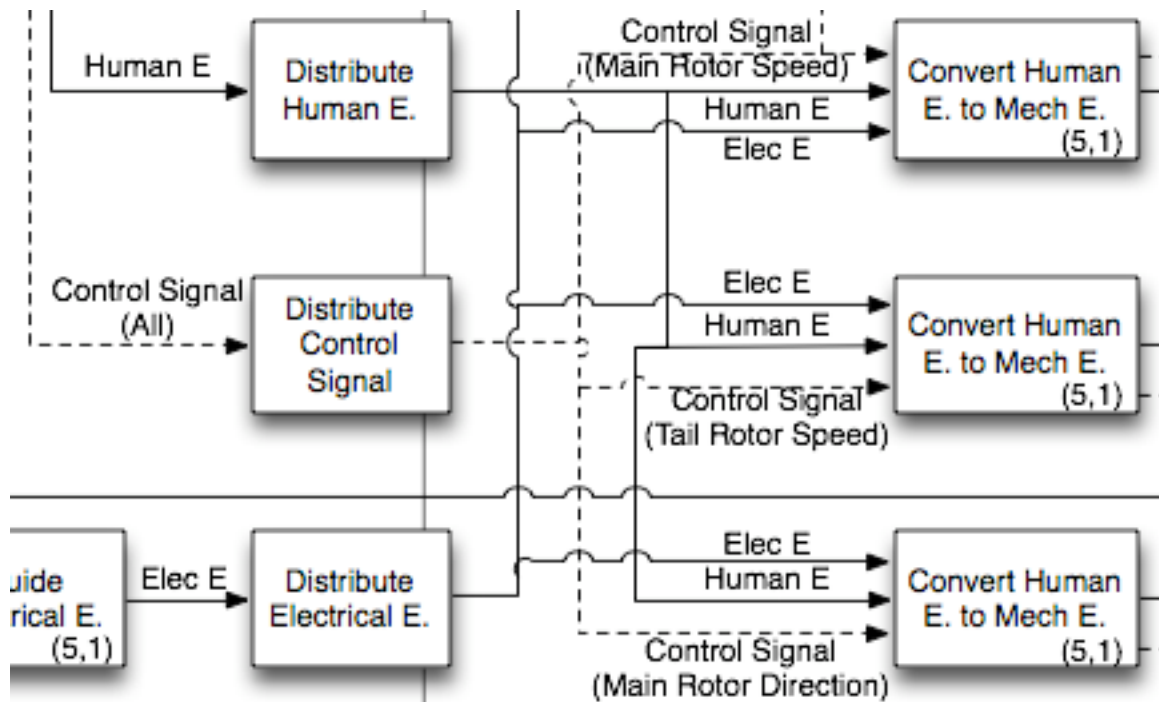 Control Signal
(Main Rotor Speed)
Human E
Distribute
Human E.
Human E
Elec E
Convert Human
E. to Mech E.
(5,1)
Control Signal
(All)
Distribute
Control
Signal
Elec E
Human E
Control Signal
(Tail Rotor Speed)
Convert Human
E. to Mech E.
(5,1)
uide
rical E.
(5,1)
Elec E
Distribute
Electrical E.
Elec E
Human E
Control Signal
(Main Rotor Direction)
Convert Human
E. to Mech E.
(5,1)